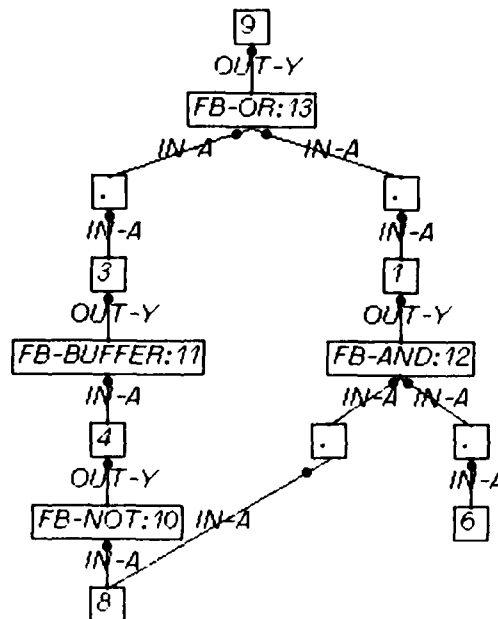 9
OUT-Y
FB-OR:13
IN-A IN-A
. .
IN-A IN-A
3 1
OUT-Y OUT-Y
FB-BUFFER:11 FB-AND:12
IN-A IN-A IN-A
4 . .
OUT-Y IN-A
FB-NOT:10 IN-A 6
IN-A
8